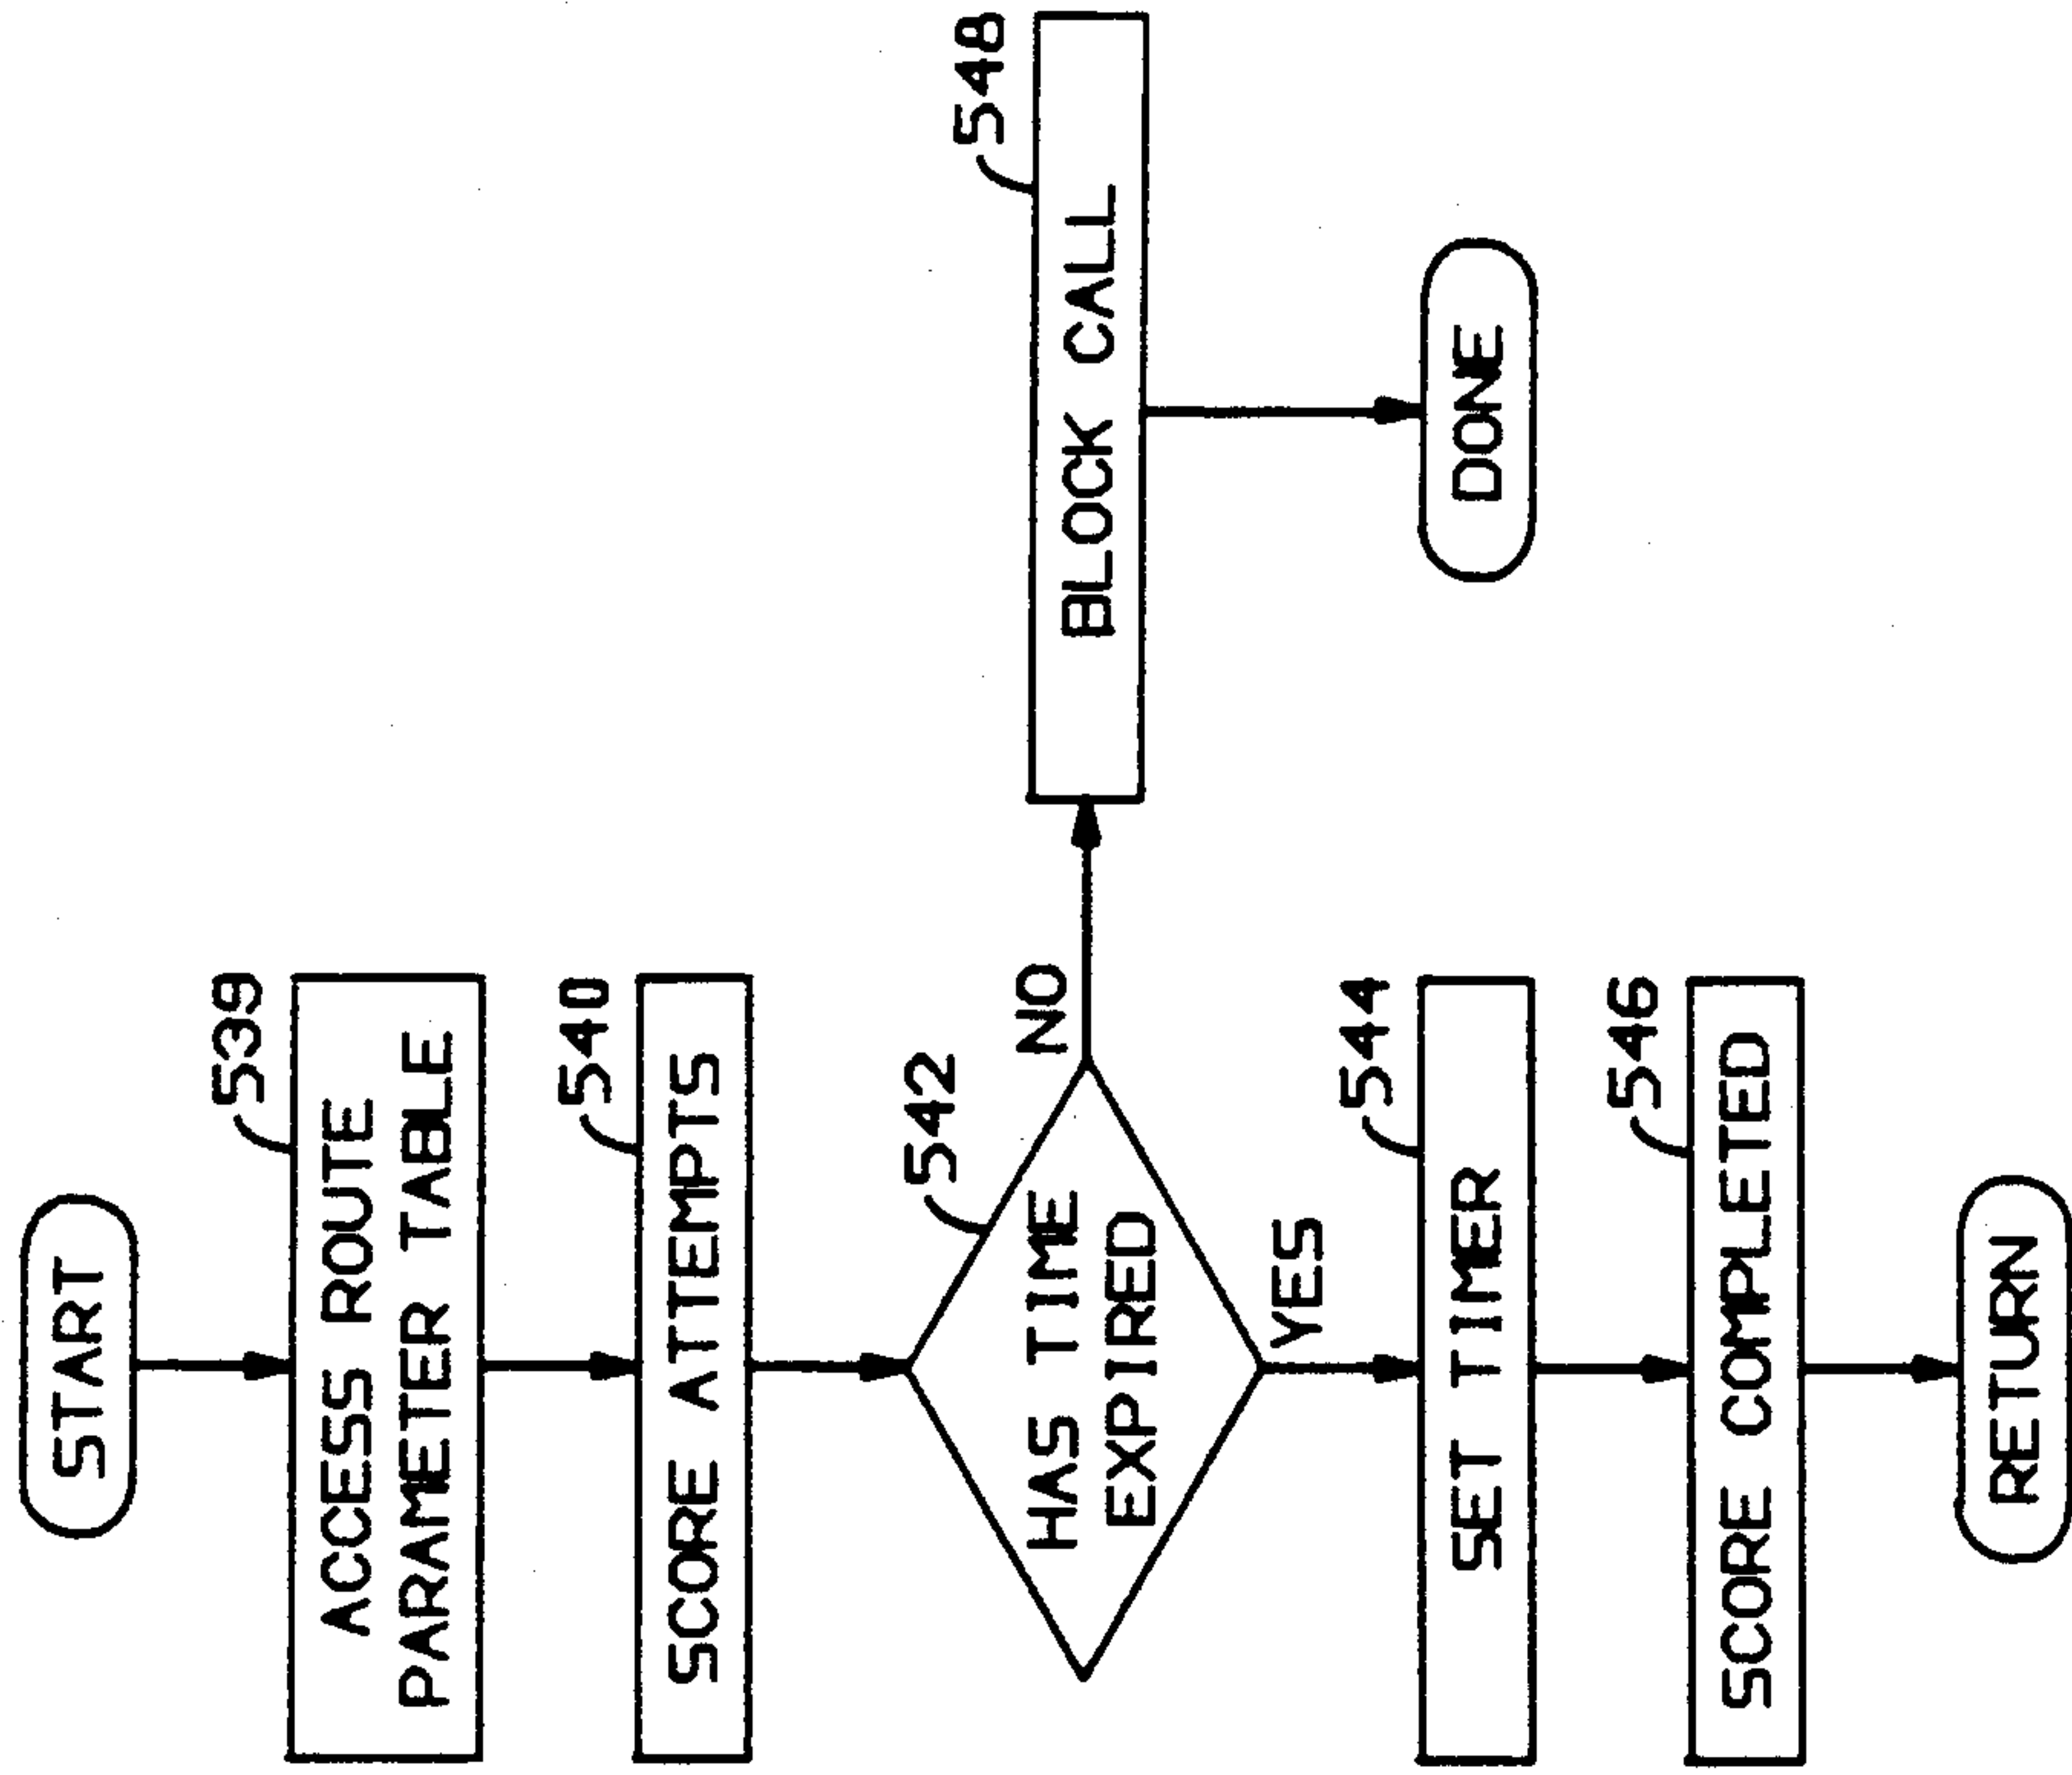 START
539
ACCESS ROUTE
PARAMETER TABLE
540
SCORE ATTEMPTS
542
HAS TIME
EXPIRED
NO
548
BLOCK CALL
DONE
YES
544
SET TIMER
546
SCORE COMPLETED
RETURN